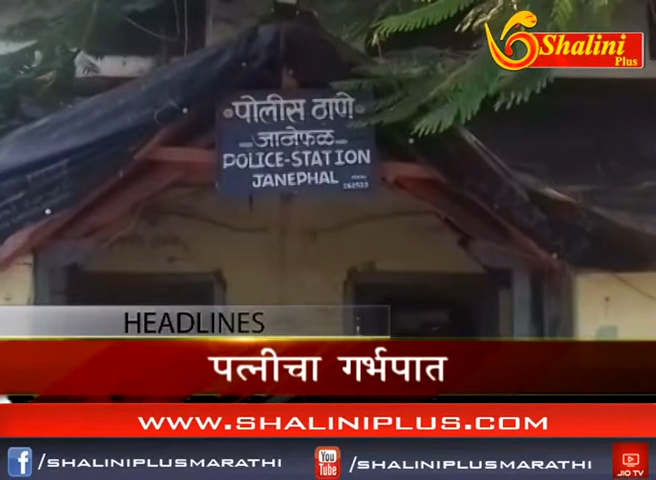 Shalini
Plus
पोलीस ठाणे
जानेफळ
POLICE-STATION
JANEPHAL
HEADLINES
पत्नीचा गर्भपात
WWW.SHALINIPLUS.COM
/SHALINIPLUSMARATHI
You
Tube
/SHALINIPLUSMARATHI
JIO TV